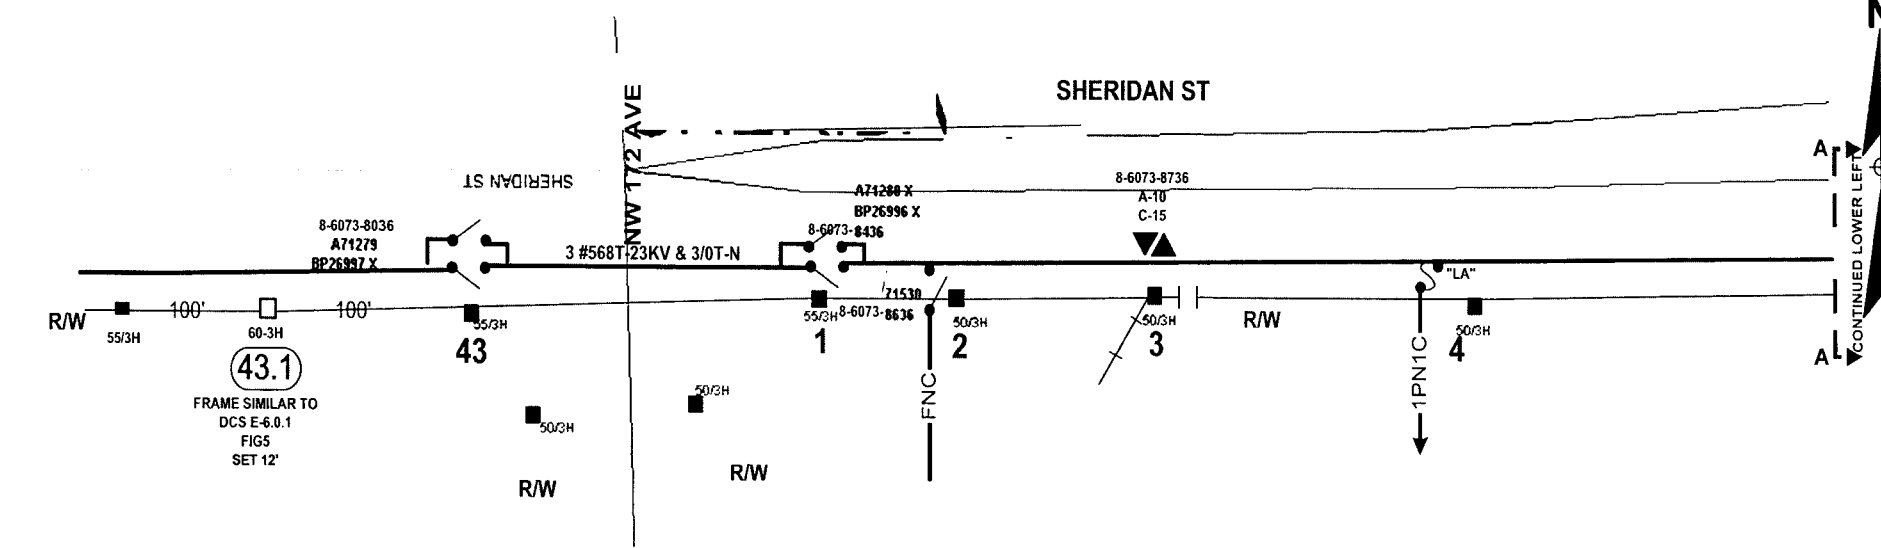 N
SHERIDAN ST
NW 172 AVE
SHERIDAN ST
A
CONTINUED LOWER LEFT
A
8-6073-8036
A71279
BP26997 X
3 #568T-23KV & 3/0T-N
A71280 X
BP26996 X
8-6073-8436
8-6073-8736
A-10
C-15
"LA"
71530
8-6073-8636
R/W
100'
100'
55/3H
60-3H
55/3H
55/3H
50/3H
50/3H
R/W
50/3H
43.1
43
1
2
3
4
FRAME SIMILAR TO
DCS E-6.0.1
FIG5
SET 12'
50/3H
50/3H
R/W
R/W
FNC
1PN1C